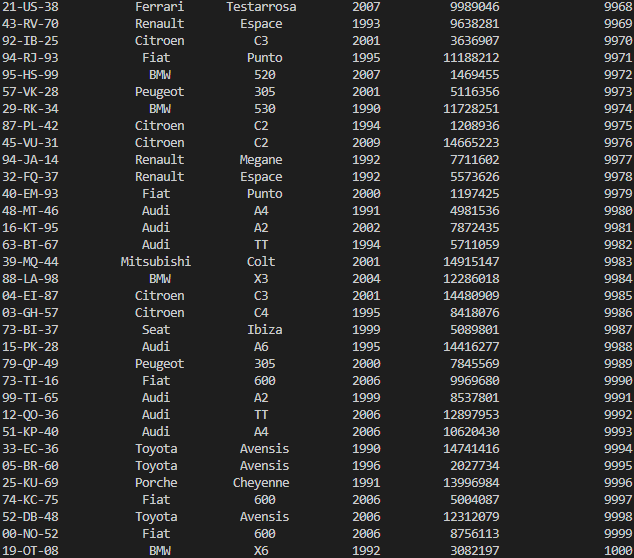 21-US-38 Ferrari Testarrosa 2007 9989046 9968
43-RV-70 Renault Espace 1993 9638281 9969
92-IB-25 Citroen C3 2001 3636907 9970
94-RJ-93 Fiat Punto 1995 11188212 9971
95-HS-99 BMW 520 2007 1469455 9972
57-VK-28 Peugeot 305 2001 5116356 9973
29-RK-34 BMW 530 1990 11728251 9974
87-PL-42 Citroen C2 1994 1208936 9975
45-VU-31 Citroen C2 2009 14665223 9976
94-JA-14 Renault Megane 1992 7711602 9977
32-FQ-37 Renault Espace 1992 5573626 9978
40-EM-93 Fiat Punto 2000 1197425 9979
48-MT-46 Audi A4 1991 4981536 9980
16-KT-95 Audi A2 2002 7872435 9981
63-BT-67 Audi TT 1994 5711059 9982
39-MQ-44 Mitsubishi Colt 2001 14915147 9983
88-LA-98 BMW X3 2004 12286018 9984
04-EI-87 Citroen C3 2001 14480909 9985
03-GH-57 Citroen C4 1995 8418076 9986
73-BI-37 Seat Ibiza 1999 5089801 9987
15-PK-28 Audi A6 1995 14416277 9988
79-QP-49 Peugeot 305 2000 7845569 9989
73-TI-16 Fiat 600 2006 9969680 9990
99-TI-65 Audi A2 1999 8537801 9991
12-QO-36 Audi TT 2006 12897953 9992
51-KP-40 Audi A4 2006 10620430 9993
33-EC-36 Toyota Avensis 1990 14741416 9994
05-BR-60 Toyota Avensis 1996 2027734 9995
25-KU-69 Porche Cheyenne 1991 13996984 9996
74-KC-75 Fiat 600 2006 5004087 9997
52-DB-48 Toyota Avensis 2006 12312079 9998
00-NO-52 Fiat 600 2006 8756113 9999
19-OT-08 BMW X6 1992 3082197 1000